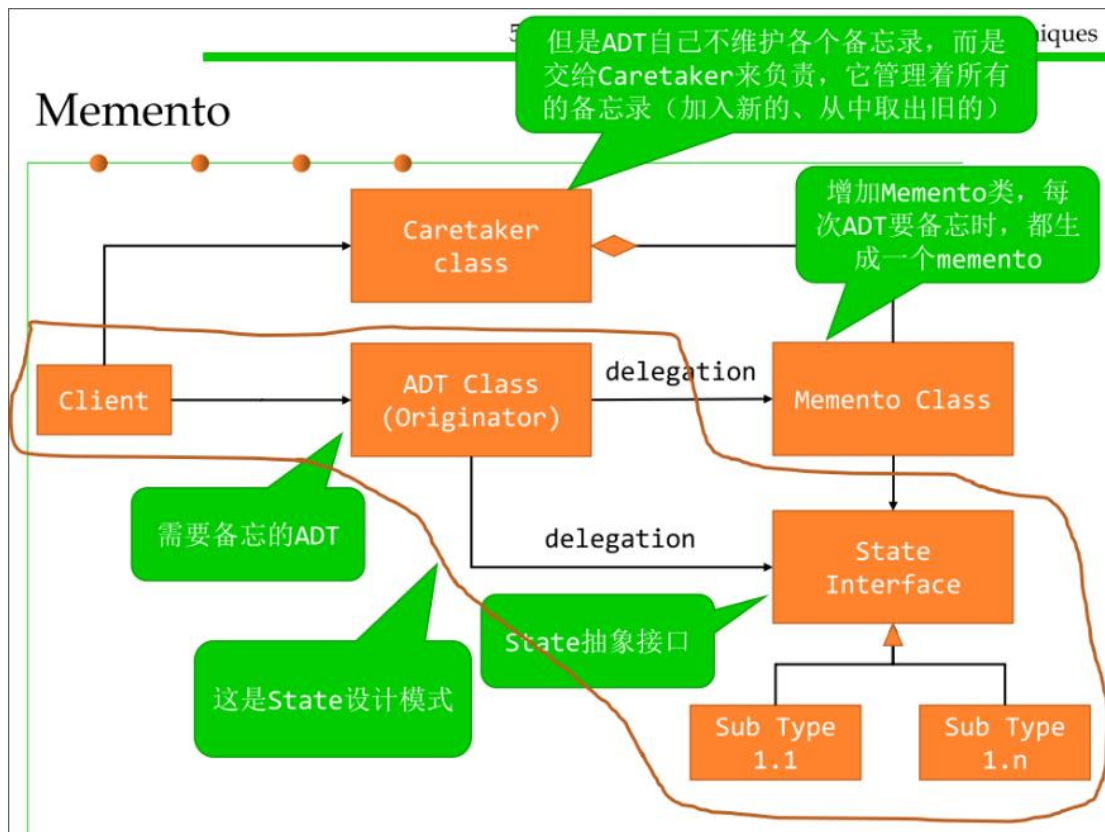 5
niques
但是ADT自己不维护各个备忘录，而是
交给Caretaker来负责，它管理着所有
的备忘录（加入新的、从中取出旧的）
Memento
增加Memento类，每
次ADT要备忘时，都生
成一个memento
Caretaker
class
Client
ADT Class
(Originator)
delegation
Memento Class
需要备忘的ADT
delegation
State
Interface
State抽象接口
这是State设计模式
Sub Type
1.1
Sub Type
1.n